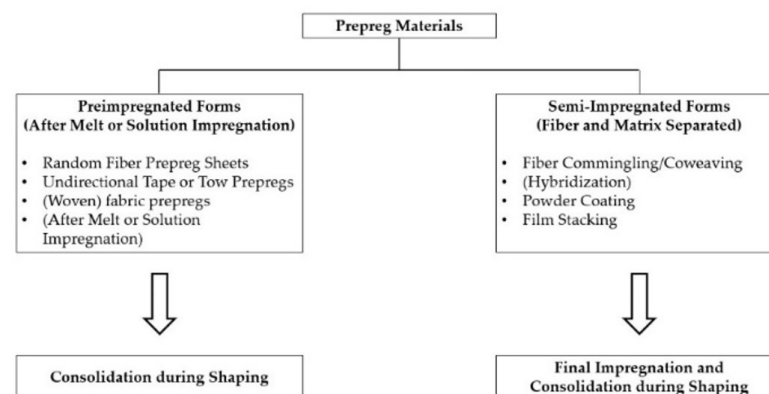 Prepreg Materials
Preimpregnated Forms
(After Melt or Solution Impregnation)
• Random Fiber Prepreg Sheets
• Undirectional Tape or Tow Prepregs
• (Woven) fabric prepregs
• (After Melt or Solution
Impregnation)
Semi-Impregnated Forms
(Fiber and Matrix Separated)
• Fiber Commingling/Coweaving
• (Hybridization)
• Powder Coating
• Film Stacking
Consolidation during Shaping
Final Impregnation and
Consolidation during Shaping